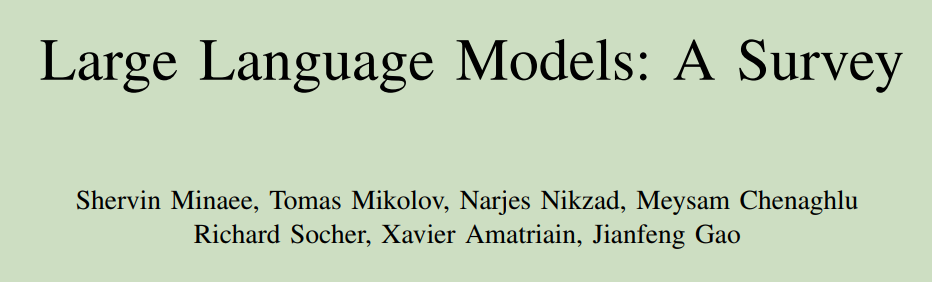 Large Language Models: A Survey
Shervin Minaee, Tomas Mikolov, Narjes Nikzad, Meysam Chenaghlu
Richard Socher, Xavier Amatriain, Jianfeng Gao